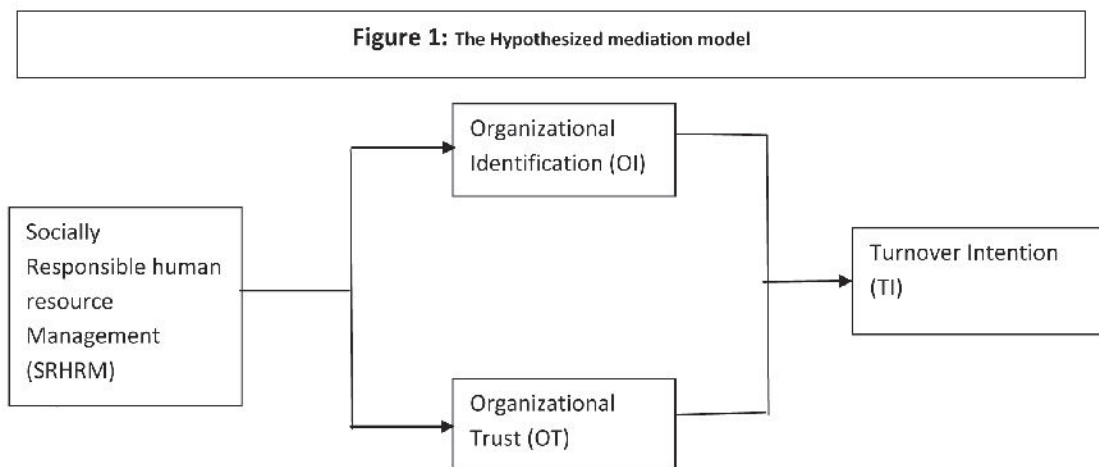 Figure 1: The Hypothesized mediation model
Organizational
Identification (OI)
Socially
Responsible human
resource
Management
(SRHRM)
Turnover Intention
(TI)
Organizational
Trust (OT)